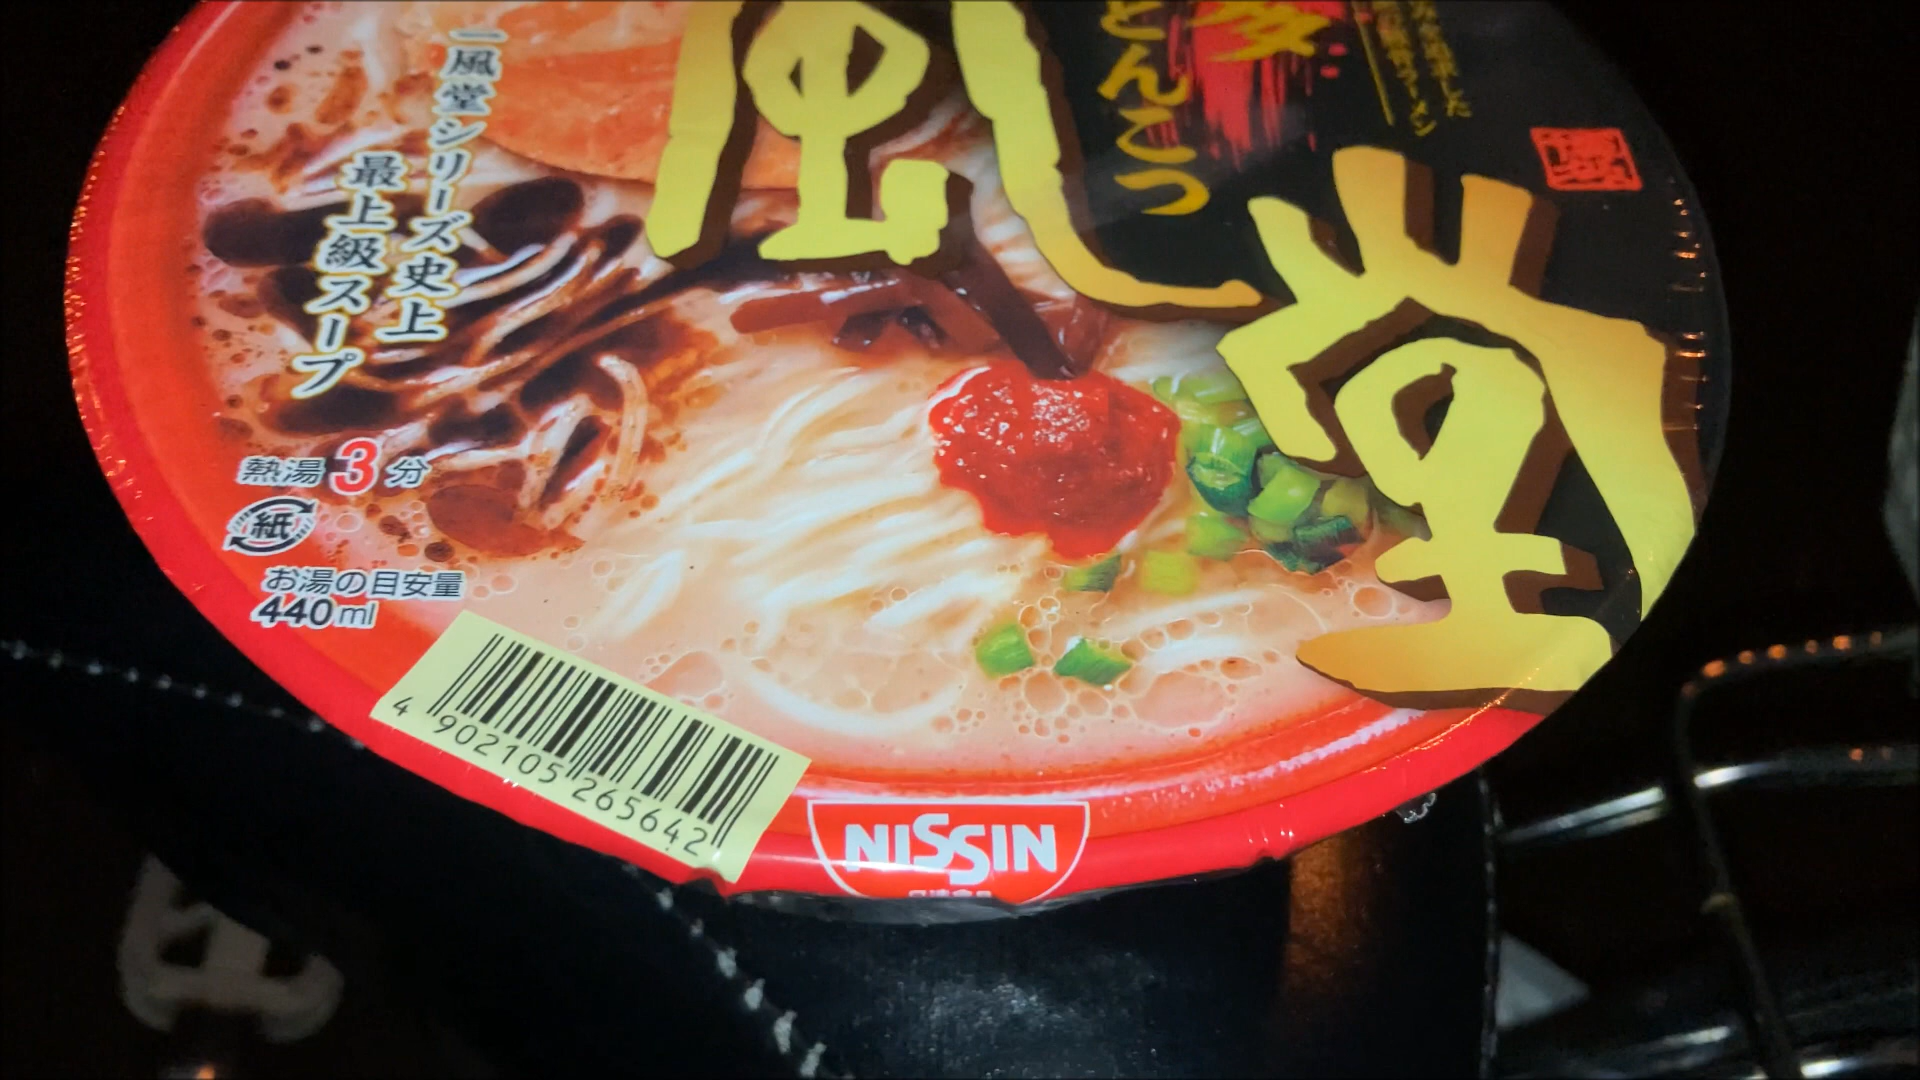 一風堂シリーズ史上
最上級スープ
風堂
とんこつ
熱湯3分
紙
お湯の目安量
440ml
4 902105 265642
NISSIN